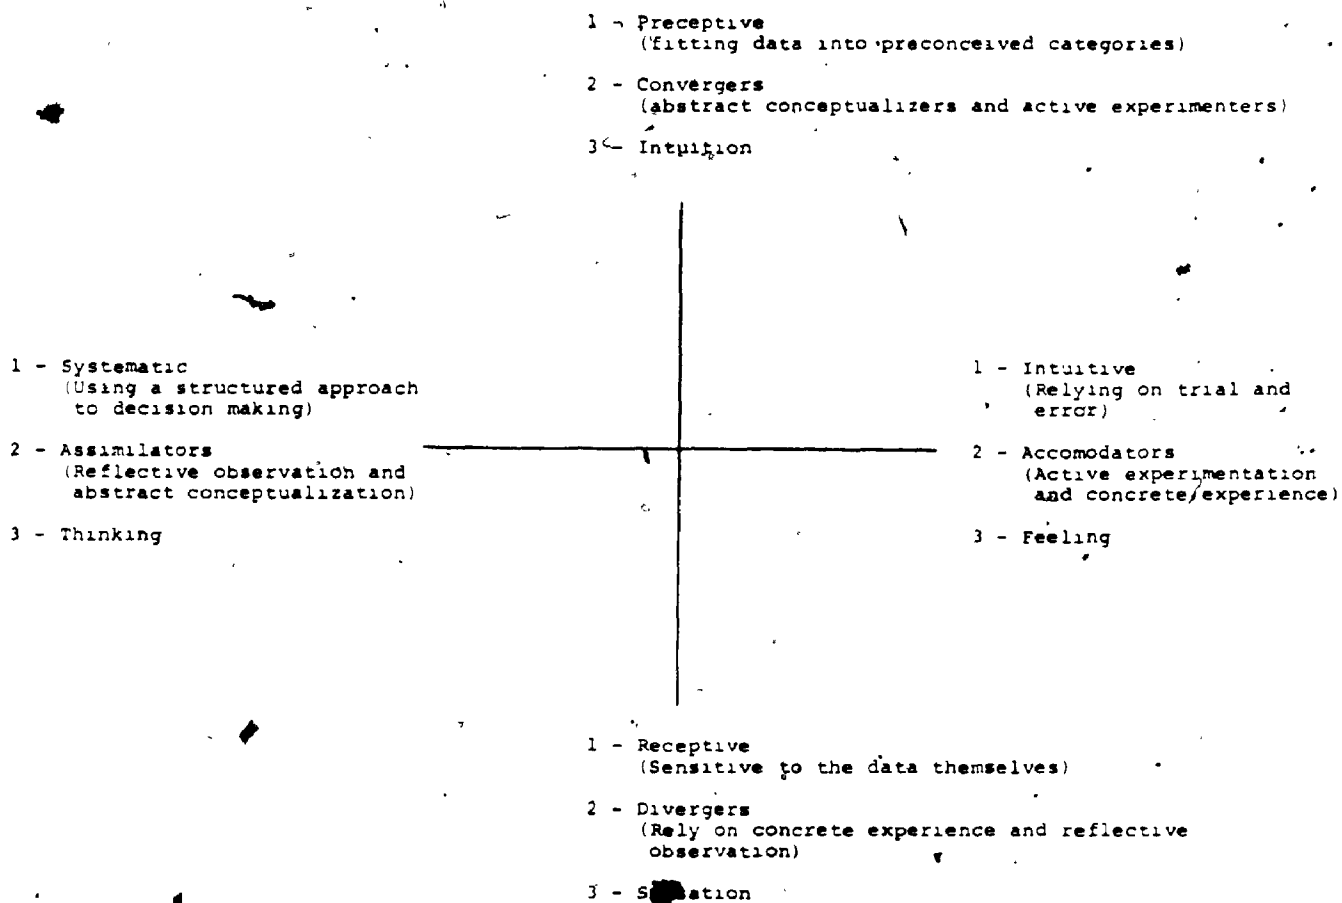 1 - Preceptive
(fitting data into preconceived categories)
2 - Convergers
(abstract conceptualizers and active experimenters)
3 - Intuition
1 - Systematic
(Using a structured approach
to decision making)
2 - Assimilators
(Reflective observation and
abstract conceptualization)
3 - Thinking
1 - Intuitive
(Relying on trial and
error)
2 - Accomodators
(Active experimentation
and concrete experience)
3 - Feeling
1 - Receptive
(Sensitive to the data themselves)
2 - Divergers
(Rely on concrete experience and reflective
observation)
3 -